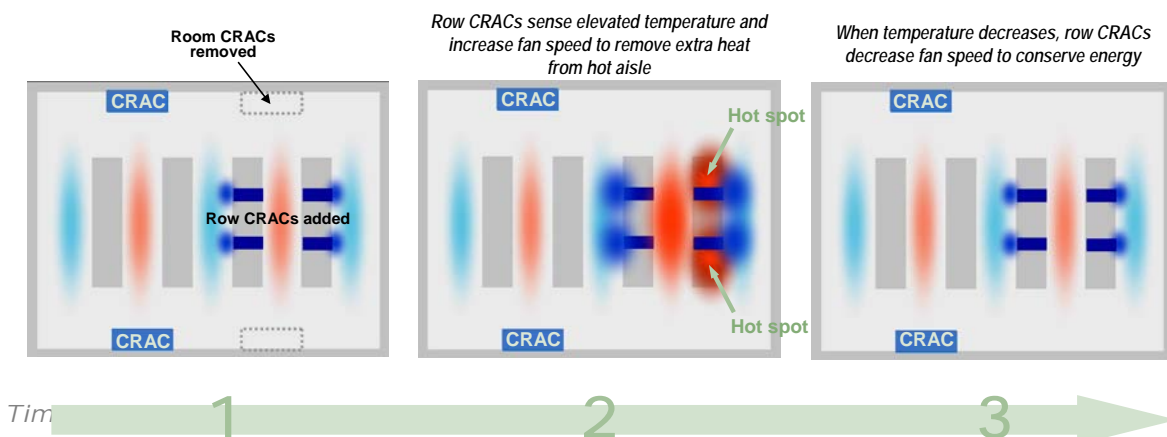 Room CRACs
removed
CRAC
Row CRACs added
CRAC
Row CRACs sense elevated temperature and
increase fan speed to remove extra heat
from hot aisle
CRAC
Hot spot
Hot spot
CRAC
When temperature decreases, row CRACs
decrease fan speed to conserve energy
CRAC
CRAC
Tim
1
2
3